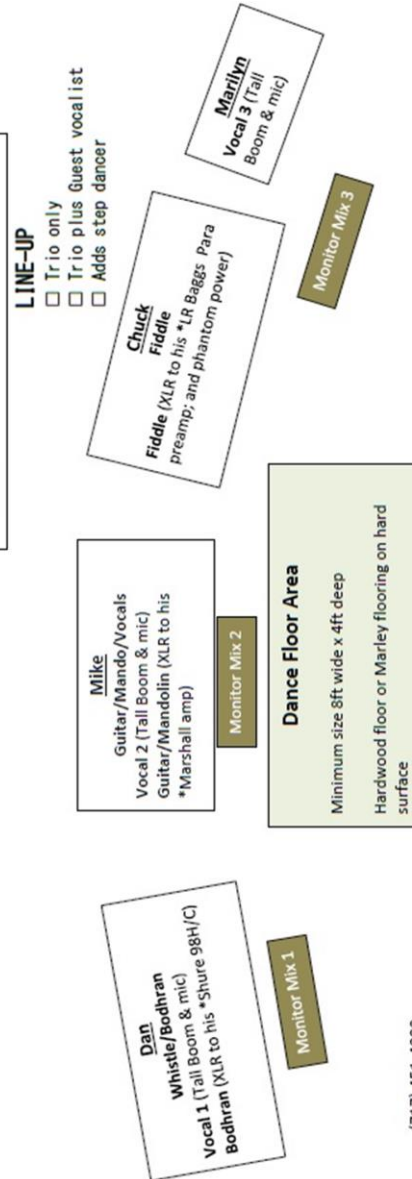 LINE-UP
☐ Trio only
☐ Trio plus Guest vocalist
☐ Adds step dancer
Dan
Whistle/Bodhran
Vocal 1 (Tall Boom & mic)
Bodhran (XLR to his *Shure 98H/C)
Monitor Mix 1
Mike
Guitar/Mando/Vocals
Vocal 2 (Tall Boom & mic)
Guitar/Mandolin (XLR to his
*Marshall amp)
Monitor Mix 2
Chuck
Fiddle
Fiddle (XLR to his *LR Baggs Para
preamp; and phantom power)
Marilyn
Vocal 3 (Tall
Boom & mic)
Monitor Mix 3
Dance Floor Area
Minimum size 8ft wide x 4ft deep
Hardwood floor or Marley flooring on hard
surface